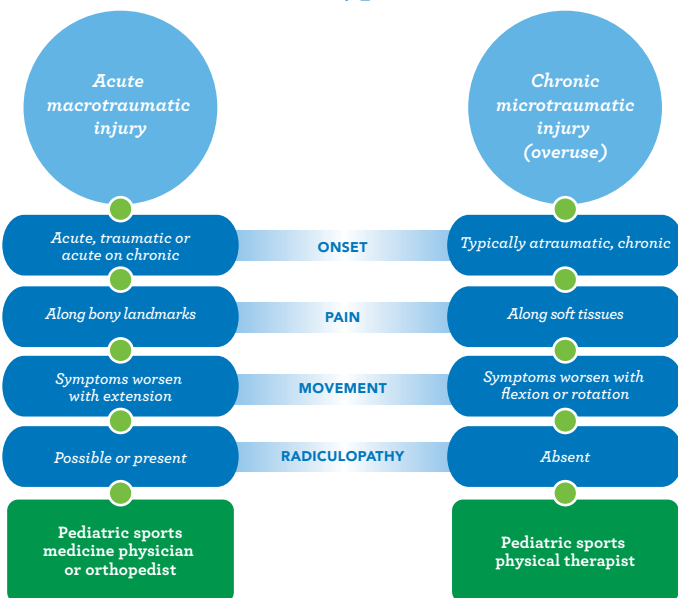 Acute
macrotraumatic
injury
Chronic
microtraumatic
injury
(overuse)
Acute, traumatic or
acute on chronic
ONSET
Typically atraumatic, chronic
Along bony landmarks
PAIN
Along soft tissues
Symptoms worsen
with extension
MOVEMENT
Symptoms worsen with
flexion or rotation
Possible or present
RADICULOPATHY
Absent
Pediatric sports
medicine physician
or orthopedist
Pediatric sports
physical therapist